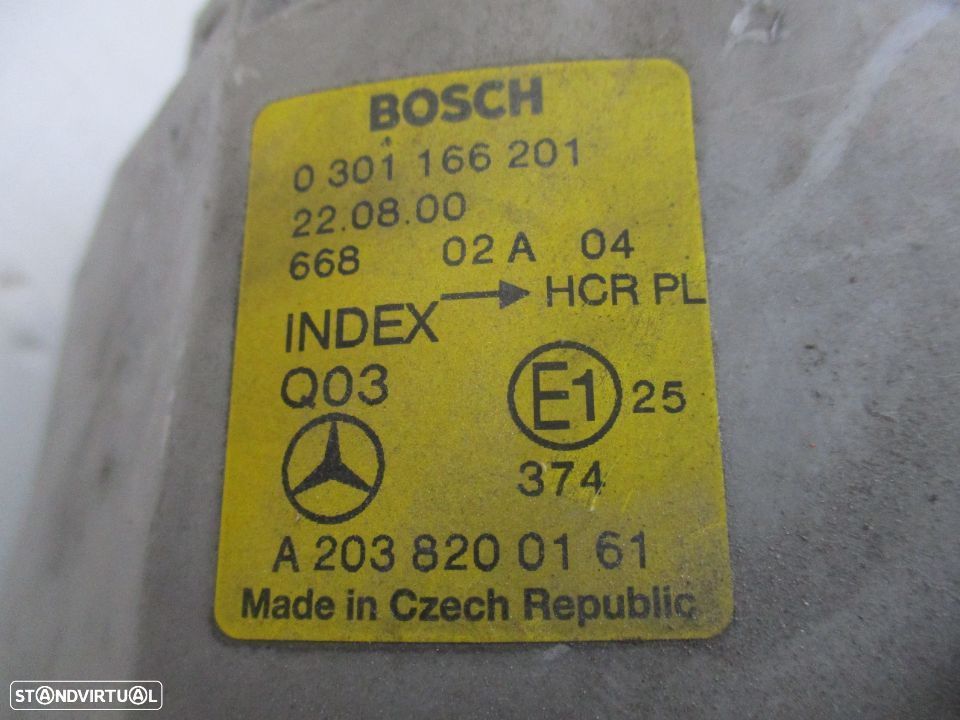 BOSCH
0 301 166 201
22.08.00
668 02 A 04
INDEX → HCR PL
Q03
E1 25
374
A 203 820 01 61
Made in Czech Republic
STANDVIRTUAL